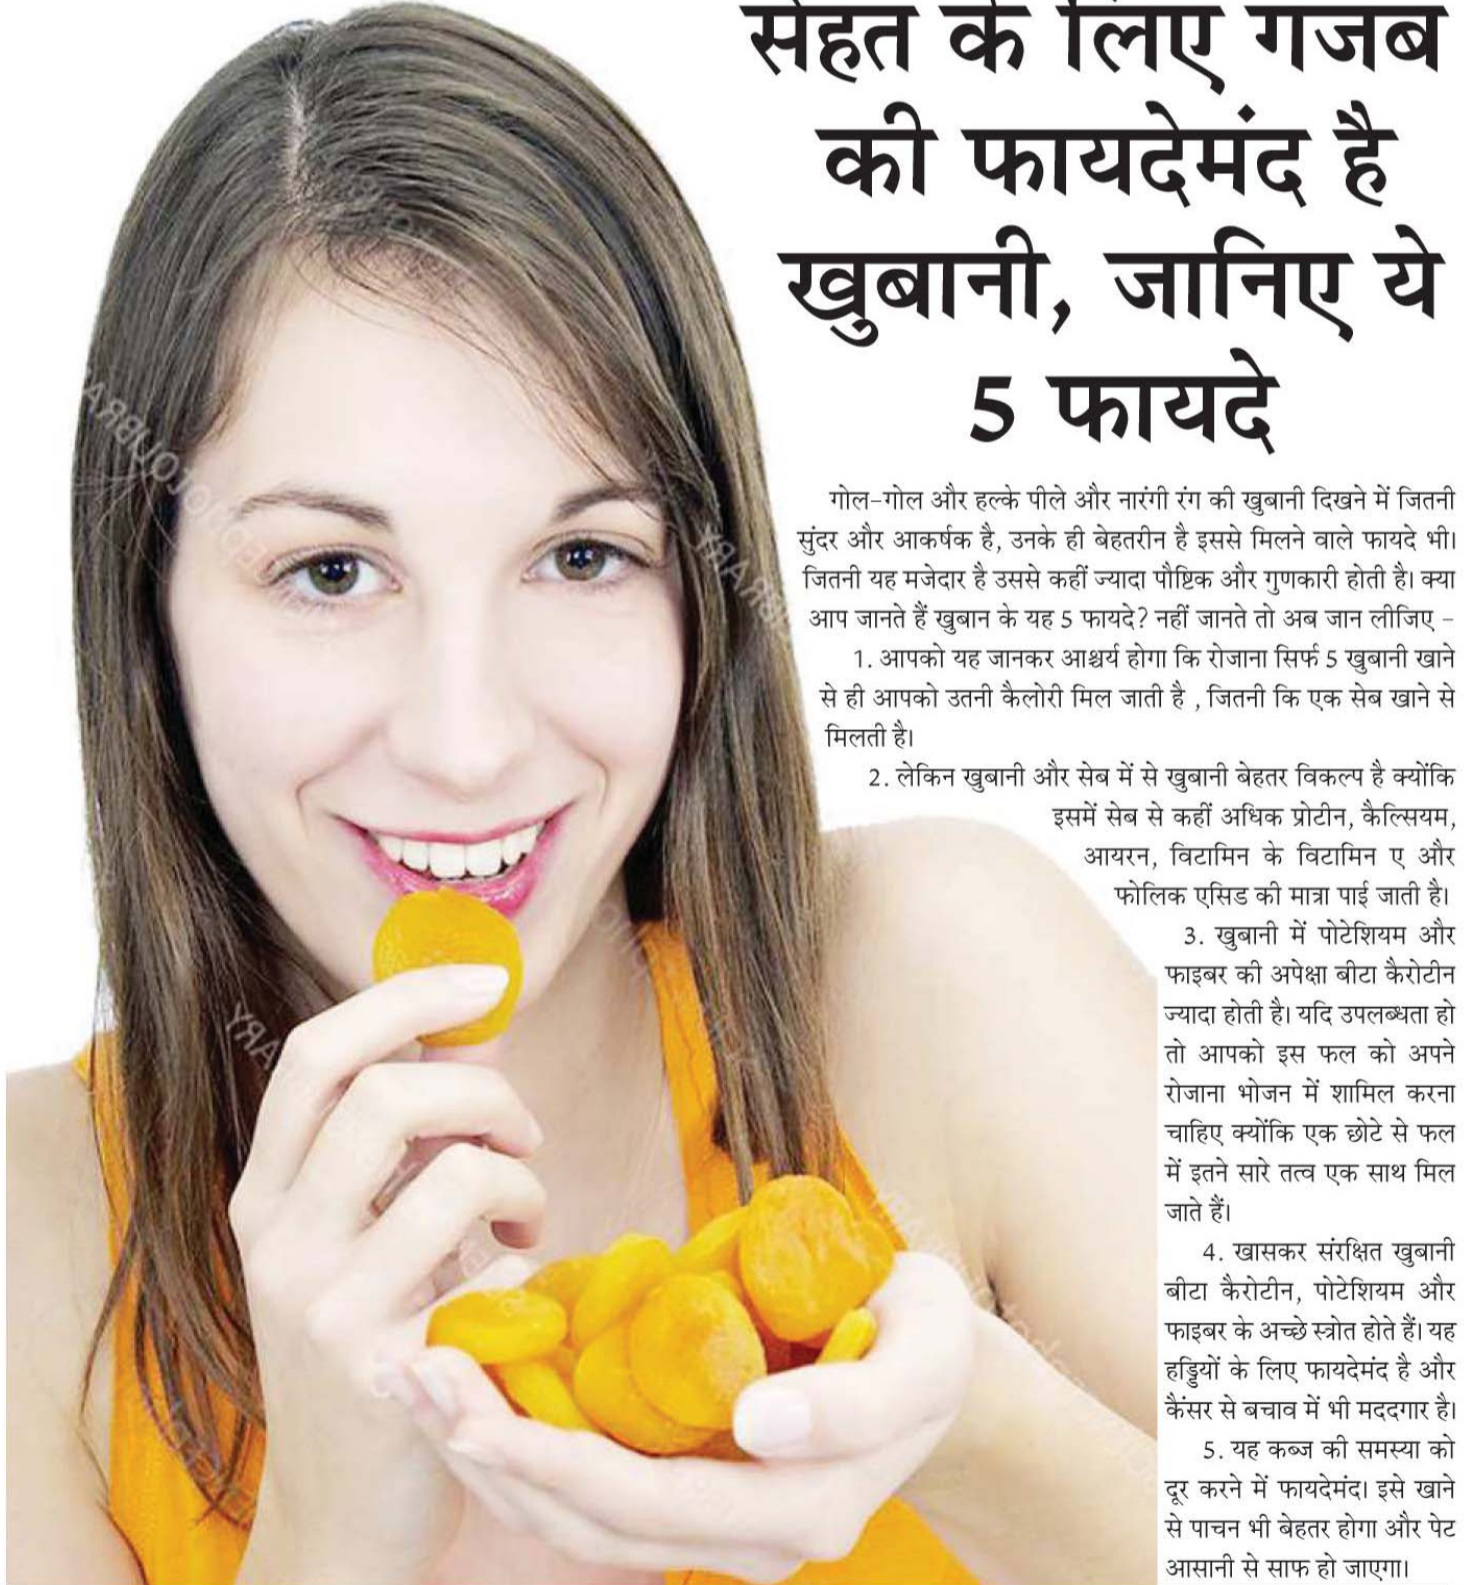 सेहत के लिए गजब
की फायदेमंद है
खुबानी, जानिए ये
5 फायदे
गोल-गोल और हल्के पीले और नारंगी रंग की खुबानी दिखने में जितनी
सुंदर और आकर्षक है, उनके ही बेहतरीन है इससे मिलने वाले फायदे भी।
जितनी यह मजेदार है उससे कहीं ज्यादा पौष्टिक और गुणकारी होती है। क्या
आप जानते हैं खुबान के यह 5 फायदे? नहीं जानते तो अब जान लीजिए -
1. आपको यह जानकर आश्चर्य होगा कि रोजाना सिर्फ 5 खुबानी खाने
से ही आपको उतनी कैलोरी मिल जाती है , जितनी कि एक सेब खाने से
मिलती है।
2. लेकिन खुबानी और सेब में से खुबानी बेहतर विकल्प है क्योंकि
इसमें सेब से कहीं अधिक प्रोटीन, कैल्सियम,
आयरन, विटामिन के विटामिन ए और
फोलिक एसिड की मात्रा पाई जाती है।
3. खुबानी में पोटेशियम और
फाइबर की अपेक्षा बीटा कैरोटीन
ज्यादा होती है। यदि उपलब्धता हो
तो आपको इस फल को अपने
रोजाना भोजन में शामिल करना
चाहिए क्योंकि एक छोटे से फल
में इतने सारे तत्व एक साथ मिल
जाते हैं।
4. खासकर संरक्षित खुबानी
बीटा कैरोटीन, पोटेशियम और
फाइबर के अच्छे स्त्रोत होते हैं। यह
हड्डियों के लिए फायदेमंद है और
कैंसर से बचाव में भी मददगार है।
5. यह कब्ज की समस्या को
दूर करने में फायदेमंद। इसे खाने
से पाचन भी बेहतर होगा और पेट
आसानी से साफ हो जाएगा।